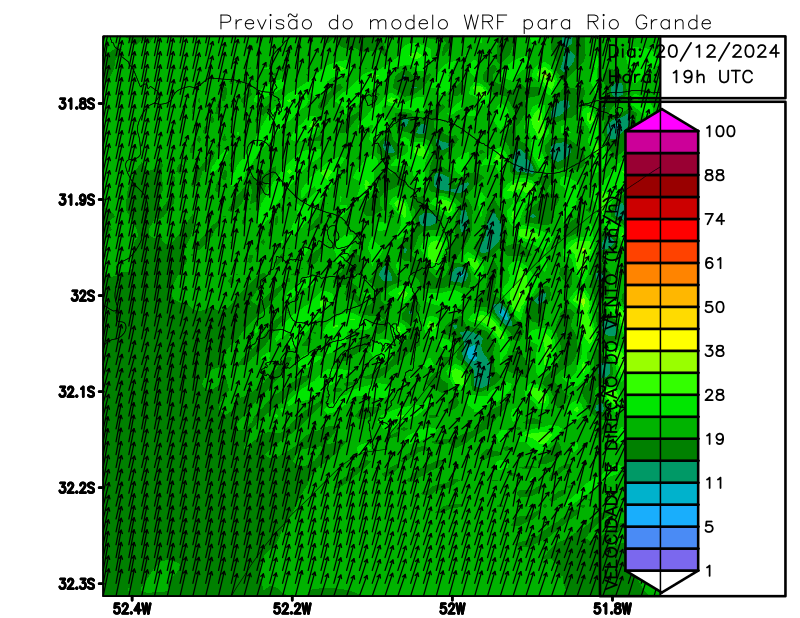 Previsão do modelo WRF para Rio Grande
Dia: 20/12/2024
Hora: 19h UTC
31.8S
31.9S
32S
32.1S
32.2S
32.3S
52.4W
52.2W
52W
51.8W
VELOCIDADE E DIREÇÃO DO VENTO (km/h)
100
88
74
61
50
38
28
19
11
5
1